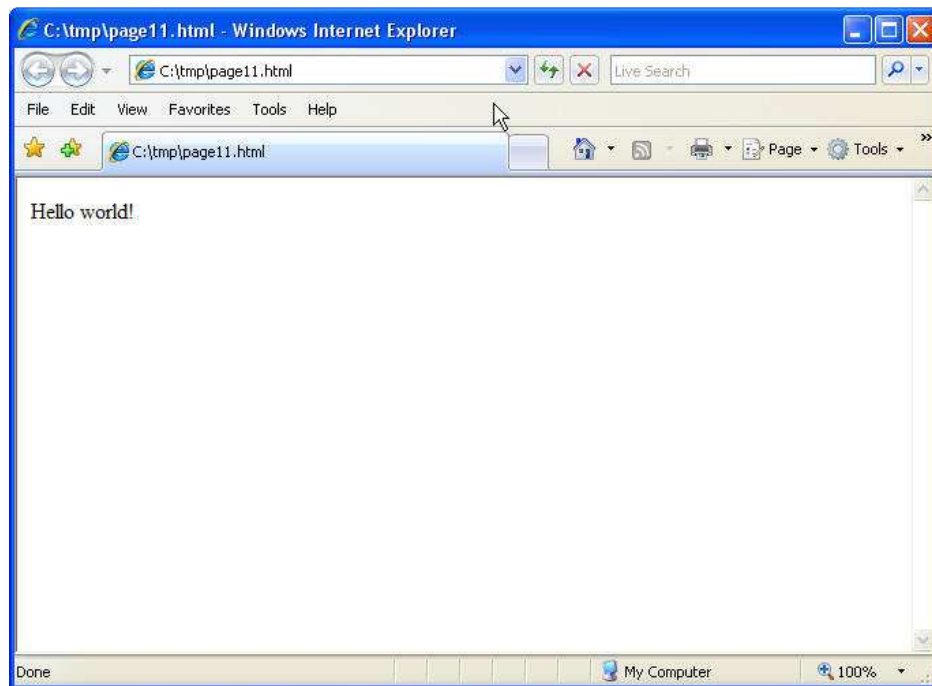 C:\tmp\page11.html - Windows Internet Explorer
C:\tmp\page11.html Live Search
File Edit View Favorites Tools Help
C:\tmp\page11.html Page Tools »
Hello world!
Done My Computer 100%